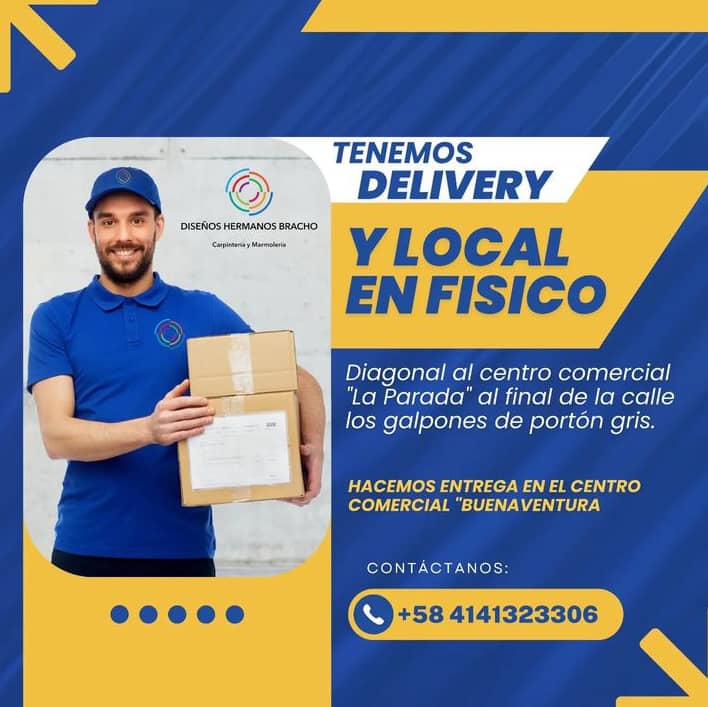 TENEMOS
DELIVERY
DISEÑOS HERMANOS BRACHO
Carpintería y Marmolería
Y LOCAL
EN FISICO
Diagonal al centro comercial
"La Parada" al final de la calle
los galpones de portón gris.
HACEMOS ENTREGA EN EL CENTRO
COMERCIAL "BUENAVENTURA
CONTÁCTANOS:
+58 4141323306